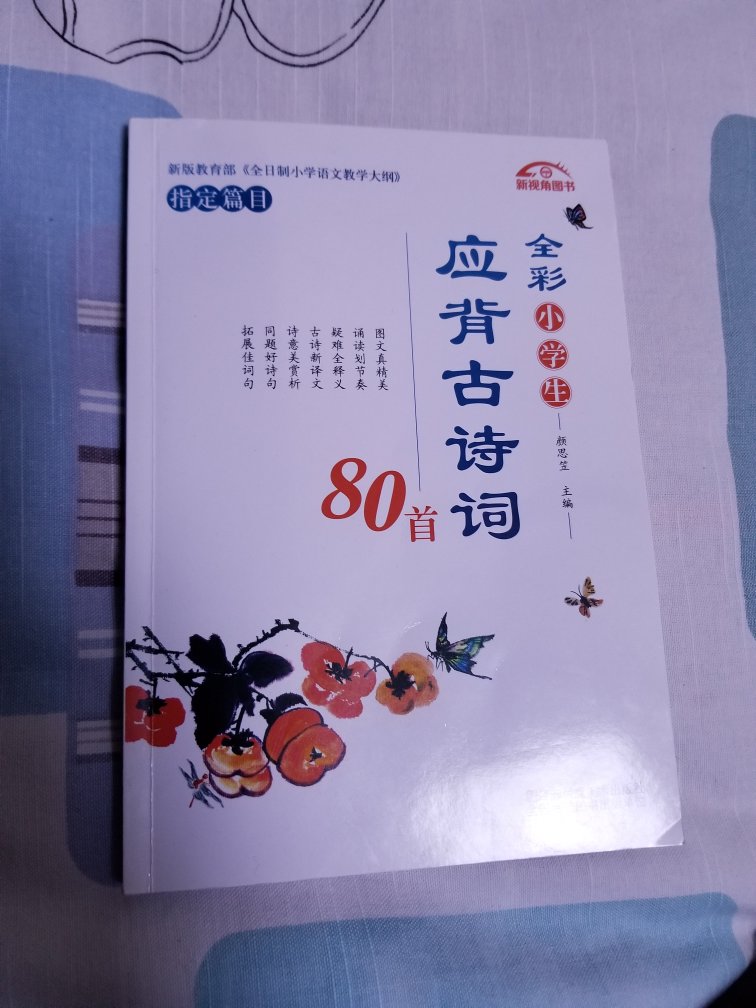 新版教育部《全日制小学语文教学大纲》
指定篇目
新视角图书
全彩小学生
颜思笠 主编
应背古诗词
80首
图文真精美
诵读划节奏
疑难全释义
古诗新译文
诗意美赏析
同题好诗句
拓展佳词句